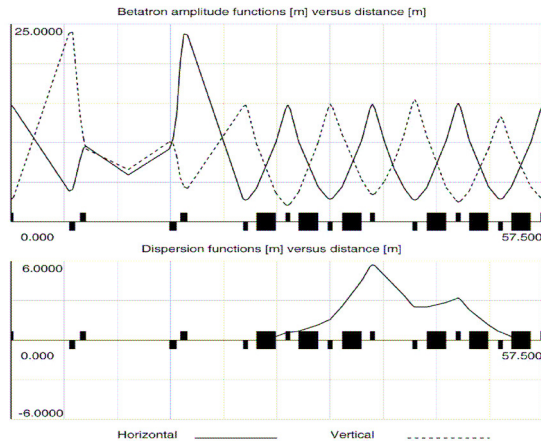 Betatron amplitude functions [m] versus distance [m]
25.0000
0.000
57.500
Dispersion functions [m] versus distance [m]
6.0000
0.000
57.500
-6.0000
Horizontal
Vertical